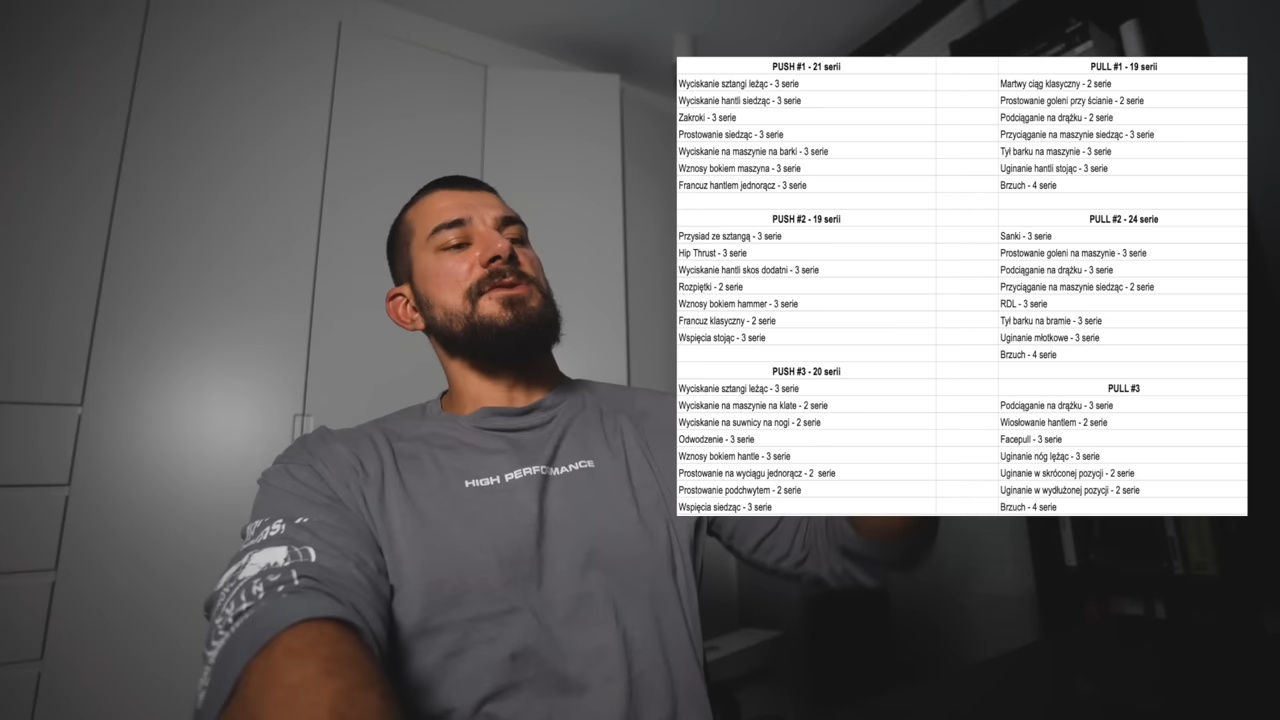 PUSH #1 - 21 serii
Wyciskanie sztangi leżąc - 3 serie
Wyciskanie hantli siedząc - 3 serie
Zakroki - 3 serie
Prostowanie siedząc - 3 serie
Wyciskanie na maszynie na barki - 3 serie
Wznosy bokiem maszyna - 3 serie
Francuz hantlem jednorącz - 3 serie
PUSH #2 - 19 serii
Przysiad ze sztangą - 3 serie
Hip Thrust - 3 serie
Wyciskanie hantli skos dodatni - 3 serie
Rozpiętki - 2 serie
Wznosy bokiem hammer - 3 serie
Francuz klasyczny - 2 serie
Wspięcia stojąc - 3 serie
PUSH #3 - 20 serii
Wyciskanie sztangi leżąc - 3 serie
Wyciskanie na maszynie na klate - 2 serie
Wyciskanie na suwnicy na nogi - 2 serie
Odwodzenie - 3 serie
Wznosy bokiem hantle - 3 serie
Prostowanie na wyciągu jednorącz - 2 serie
Prostowanie podchwytem - 2 serie
Wspięcia siedząc - 3 serie
PULL #1 - 19 serii
Martwy ciąg klasyczny - 2 serie
Prostowanie goleni przy ścianie - 2 serie
Podciąganie na drążku - 2 serie
Przyciąganie na maszynie siedząc - 3 serie
Tył barku na maszynie - 3 serie
Uginanie hantli stojąc - 3 serie
Brzuch - 4 serie
PULL #2 - 24 serie
Sanki - 3 serie
Prostowanie goleni na maszynie - 3 serie
Podciąganie na drążku - 3 serie
Przyciąganie na maszynie siedząc - 2 serie
RDL - 3 serie
Tył barku na bramie - 3 serie
Uginanie młotkowe - 3 serie
Brzuch - 4 serie
PULL #3
Podciąganie na drążku - 3 serie
Wiosłowanie hantlem - 2 serie
Facepull - 3 serie
Uginanie nóg lężąc - 3 serie
Uginanie w skróconej pozycji - 2 serie
Uginanie w wydłużonej pozycji - 2 serie
Brzuch - 4 serie
HIGH PERFORMANCE